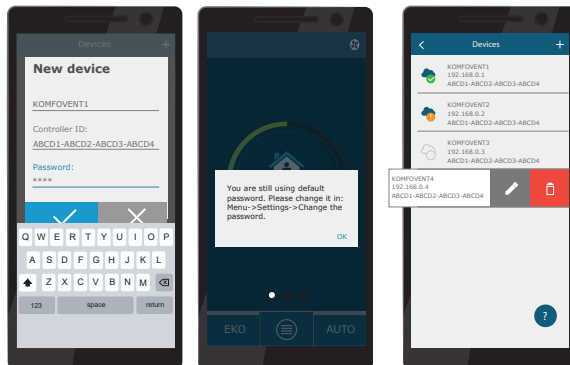 Devices +
New device
KOMFOVENT1
Controller ID:
ABCD1-ABCD2-ABCD3-ABCD4
Password:
****
Q W E R T Y U I O P
A S D F G H J K L
Z X C V B N M
123 space return
You are still using default
password. Please change it in:
Menu->Settings->Change the
password.
OK
EKO AUTO
< Devices +
KOMFOVENT1
192.168.0.1
ABCD1-ABCD2-ABCD3-ABCD4
KOMFOVENT2
192.168.0.2
ABCD1-ABCD2-ABCD3-ABCD4
KOMFOVENT3
192.168.0.3
ABCD1-ABCD2-ABCD3-ABCD4
KOMFOVENT4
192.168.0.4
ABCD1-ABCD2-ABCD3-ABCD4
?